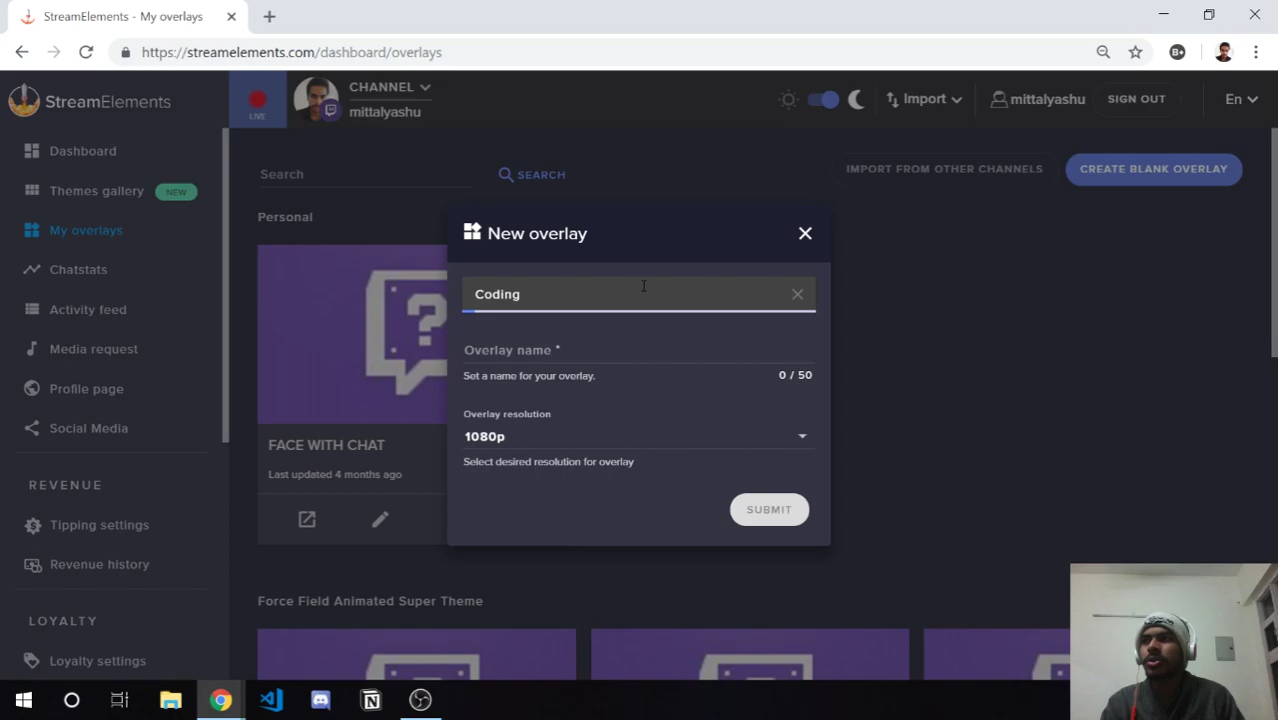 StreamElements - My overlays
https://streamelements.com/dashboard/overlays
B+
StreamElements
LIVE
CHANNEL
mittalyashu
Import
mittalyashu
SIGN OUT
En
Dashboard
Themes gallery
NEW
My overlays
Chatstats
Activity feed
Media request
Profile page
Social Media
REVENUE
Tipping settings
Revenue history
LOYALTY
Loyalty settings
Search
SEARCH
IMPORT FROM OTHER CHANNELS
CREATE BLANK OVERLAY
Personal
FACE WITH CHAT
Last updated 4 months ago
Force Field Animated Super Theme
New overlay
Coding
Overlay name *
Set a name for your overlay.
0 / 50
Overlay resolution
1080p
Select desired resolution for overlay
SUBMIT